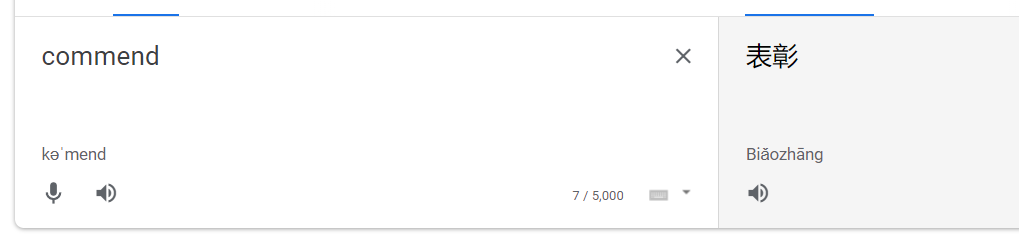 commend
表彰
kəˈmend
Biǎozhāng
7 / 5,000